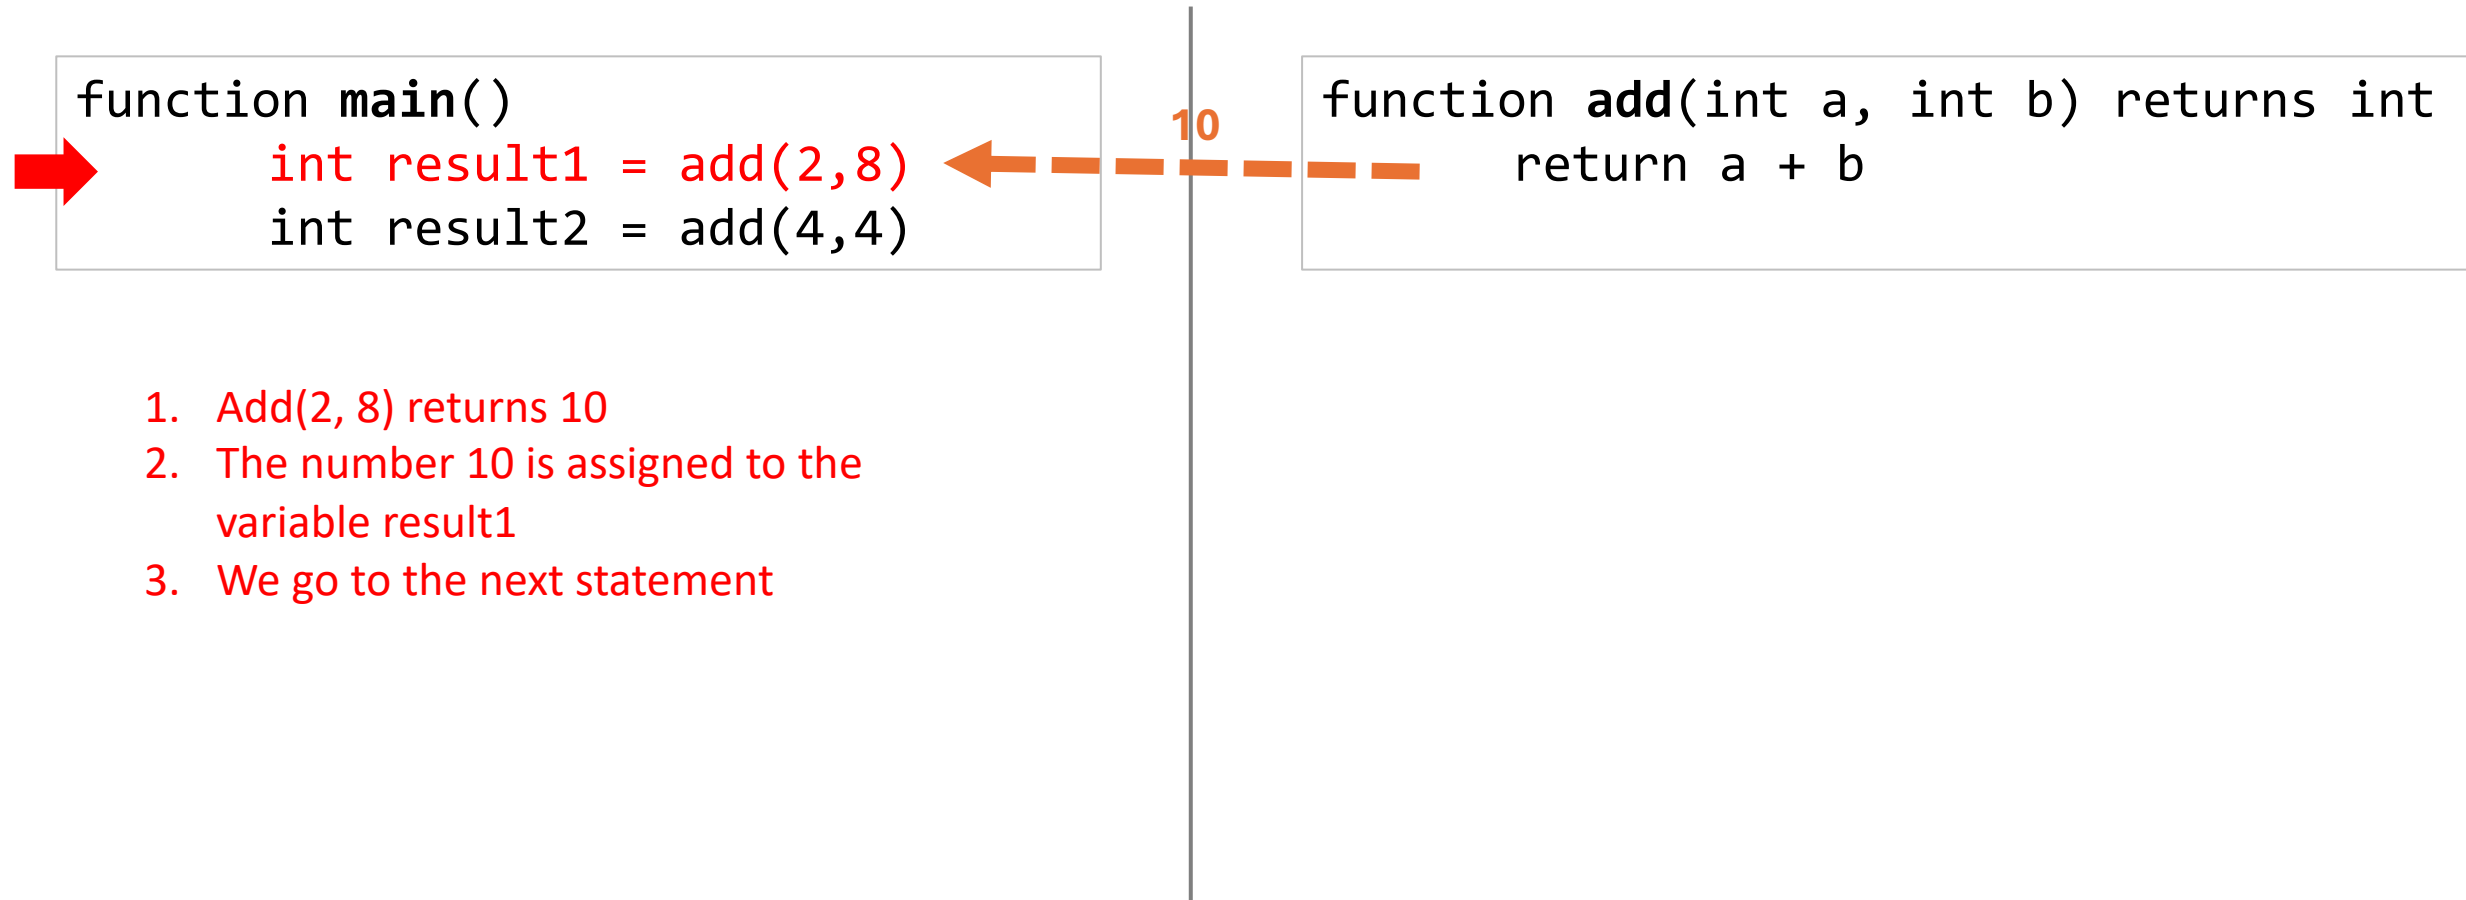 function main()
int result1 = add(2,8)
int result2 = add(4,4)
10
function add(int a, int b) returns int
return a + b
1. Add(2, 8) returns 10
2. The number 10 is assigned to the
variable result1
3. We go to the next statement